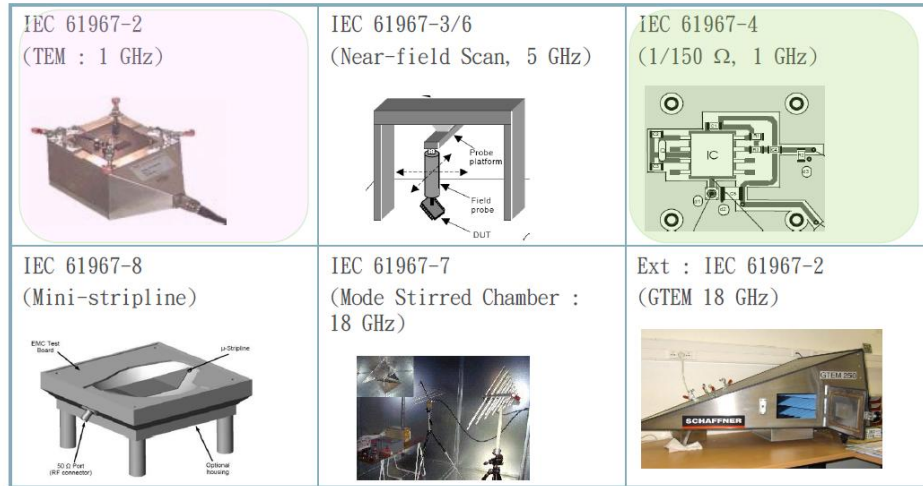 IEC 61967-2
(TEM : 1 GHz)
IEC 61967-3/6
(Near-field Scan, 5 GHz)
Probe
platform
Field
probe
DUT
IEC 61967-4
(1/150 Ω, 1 GHz)
IC
IEC 61967-8
(Mini-stripline)
EMC Test
Board
μ-Stripline
50 Ω Port
(RF connector)
Optional
housing
IEC 61967-7
(Mode Stirred Chamber :
18 GHz)
Ext : IEC 61967-2
(GTEM 18 GHz)
SCHAFFNER